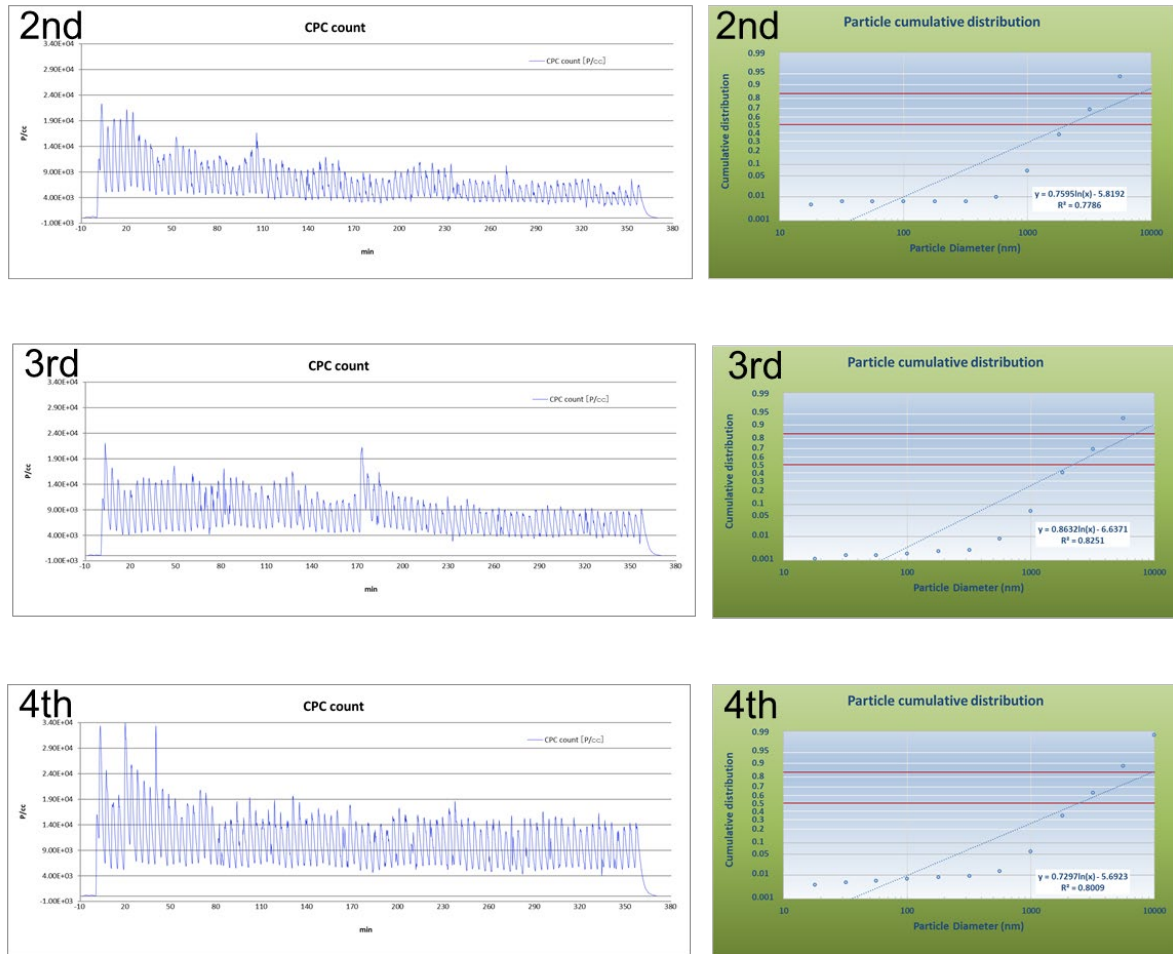 2nd
CPC count
3.40E+04
2.90E+04
2.40E+04
1.90E+04
1.40E+04
9.00E+03
4.00E+03
-1.00E+03
P/cc
CPC count [P/cc]
-10 20 50 80 110 140 170 200 230 260 290 320 350 380
min
2nd
Particle cumulative distribution
0.99
0.95
0.9
0.8
0.7
0.6
0.5
0.4
0.3
0.2
0.1
0.05
0.01
0.001
Cumulative distribution
y = 0.7595ln(x) - 5.8192
R² = 0.7786
10 100 1000 10000
Particle Diameter (nm)
3rd
CPC count
3.40E+04
2.90E+04
2.40E+04
1.90E+04
1.40E+04
9.00E+03
4.00E+03
-1.00E+03
P/cc
CPC count [P/cc]
-10 20 50 80 110 140 170 200 230 260 290 320 350 380
min
3rd
Particle cumulative distribution
0.99
0.95
0.9
0.8
0.7
0.6
0.5
0.4
0.3
0.2
0.1
0.05
0.01
0.001
Cumulative distribution
y = 0.8632ln(x) - 6.6371
R² = 0.8251
10 100 1000 10000
Particle Diameter (nm)
4th
CPC count
3.40E+04
2.90E+04
2.40E+04
1.90E+04
1.40E+04
9.00E+03
4.00E+03
-1.00E+03
P/cc
CPC count [P/cc]
-10 20 50 80 110 140 170 200 230 260 290 320 350 380
min
4th
Particle cumulative distribution
0.99
0.95
0.9
0.8
0.7
0.6
0.5
0.4
0.3
0.2
0.1
0.05
0.01
0.001
Cumulative distribution
y = 0.7297ln(x) - 5.6923
R² = 0.8009
10 100 1000 10000
Particle Diameter (nm)